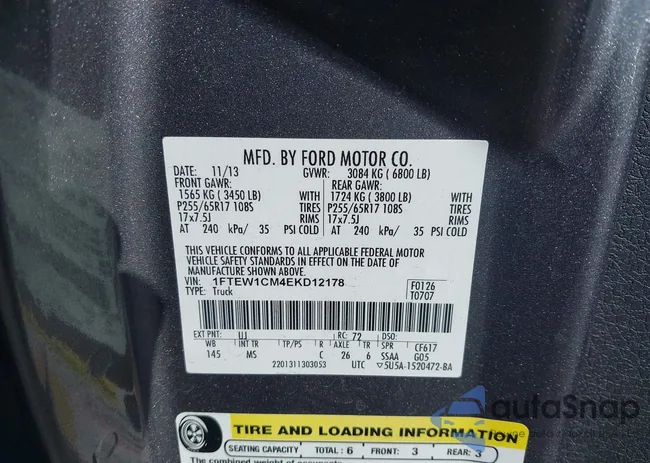 MFD. BY FORD MOTOR CO.
DATE: 11/13 GVWR: 3084 KG (6800 LB)
FRONT GAWR: REAR GAWR:
1565 KG (3450 LB) WITH 1724 KG (3800 LB) WITH
P255/65R17 108S TIRES P255/65R17 108S TIRES
17x7.5J RIMS 17x7.5J RIMS
AT 240 kPa/ 35 PSI COLD AT 240 kPa/ 35 PSI COLD
THIS VEHICLE CONFORMS TO ALL APPLICABLE FEDERAL MOTOR
VEHICLE SAFETY STANDARDS IN EFFECT ON THE DATE OF
MANUFACTURE SHOWN ABOVE.
VIN: 1FTEW1CM4EKD12178 F0126
TYPE: Truck T0707
EXT PNT: UJ RC: 72 DSO:
WB INT TR TP/PS R AXLE TR SPR CF617
145 MS C 26 6 SSAA G05
2201311303053 UTC ▽5U5A-1520472-BA
TIRE AND LOADING INFORMATION
SEATING CAPACITY TOTAL: 6 FRONT: 3 REAR: 3
The combined weight of
autoSnap